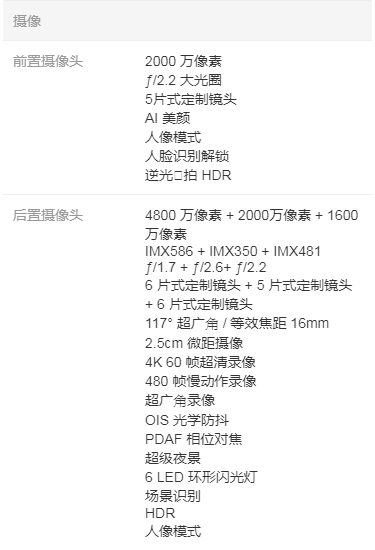 摄像
前置摄像头
2000 万像素
ƒ/2.2 大光圈
5片式定制镜头
AI 美颜
人像模式
人脸识别解锁
逆光□拍 HDR
后置摄像头
4800 万像素 + 2000万像素 + 1600
万像素
IMX586 + IMX350 + IMX481
ƒ/1.7 + ƒ/2.6+ ƒ/2.2
6 片式定制镜头 + 5 片式定制镜头
+ 6 片式定制镜头
117° 超广角 / 等效焦距 16mm
2.5cm 微距摄像
4K 60 帧超清录像
480 帧慢动作录像
超广角录像
OIS 光学防抖
PDAF 相位对焦
超级夜景
6 LED 环形闪光灯
场景识别
HDR
人像模式